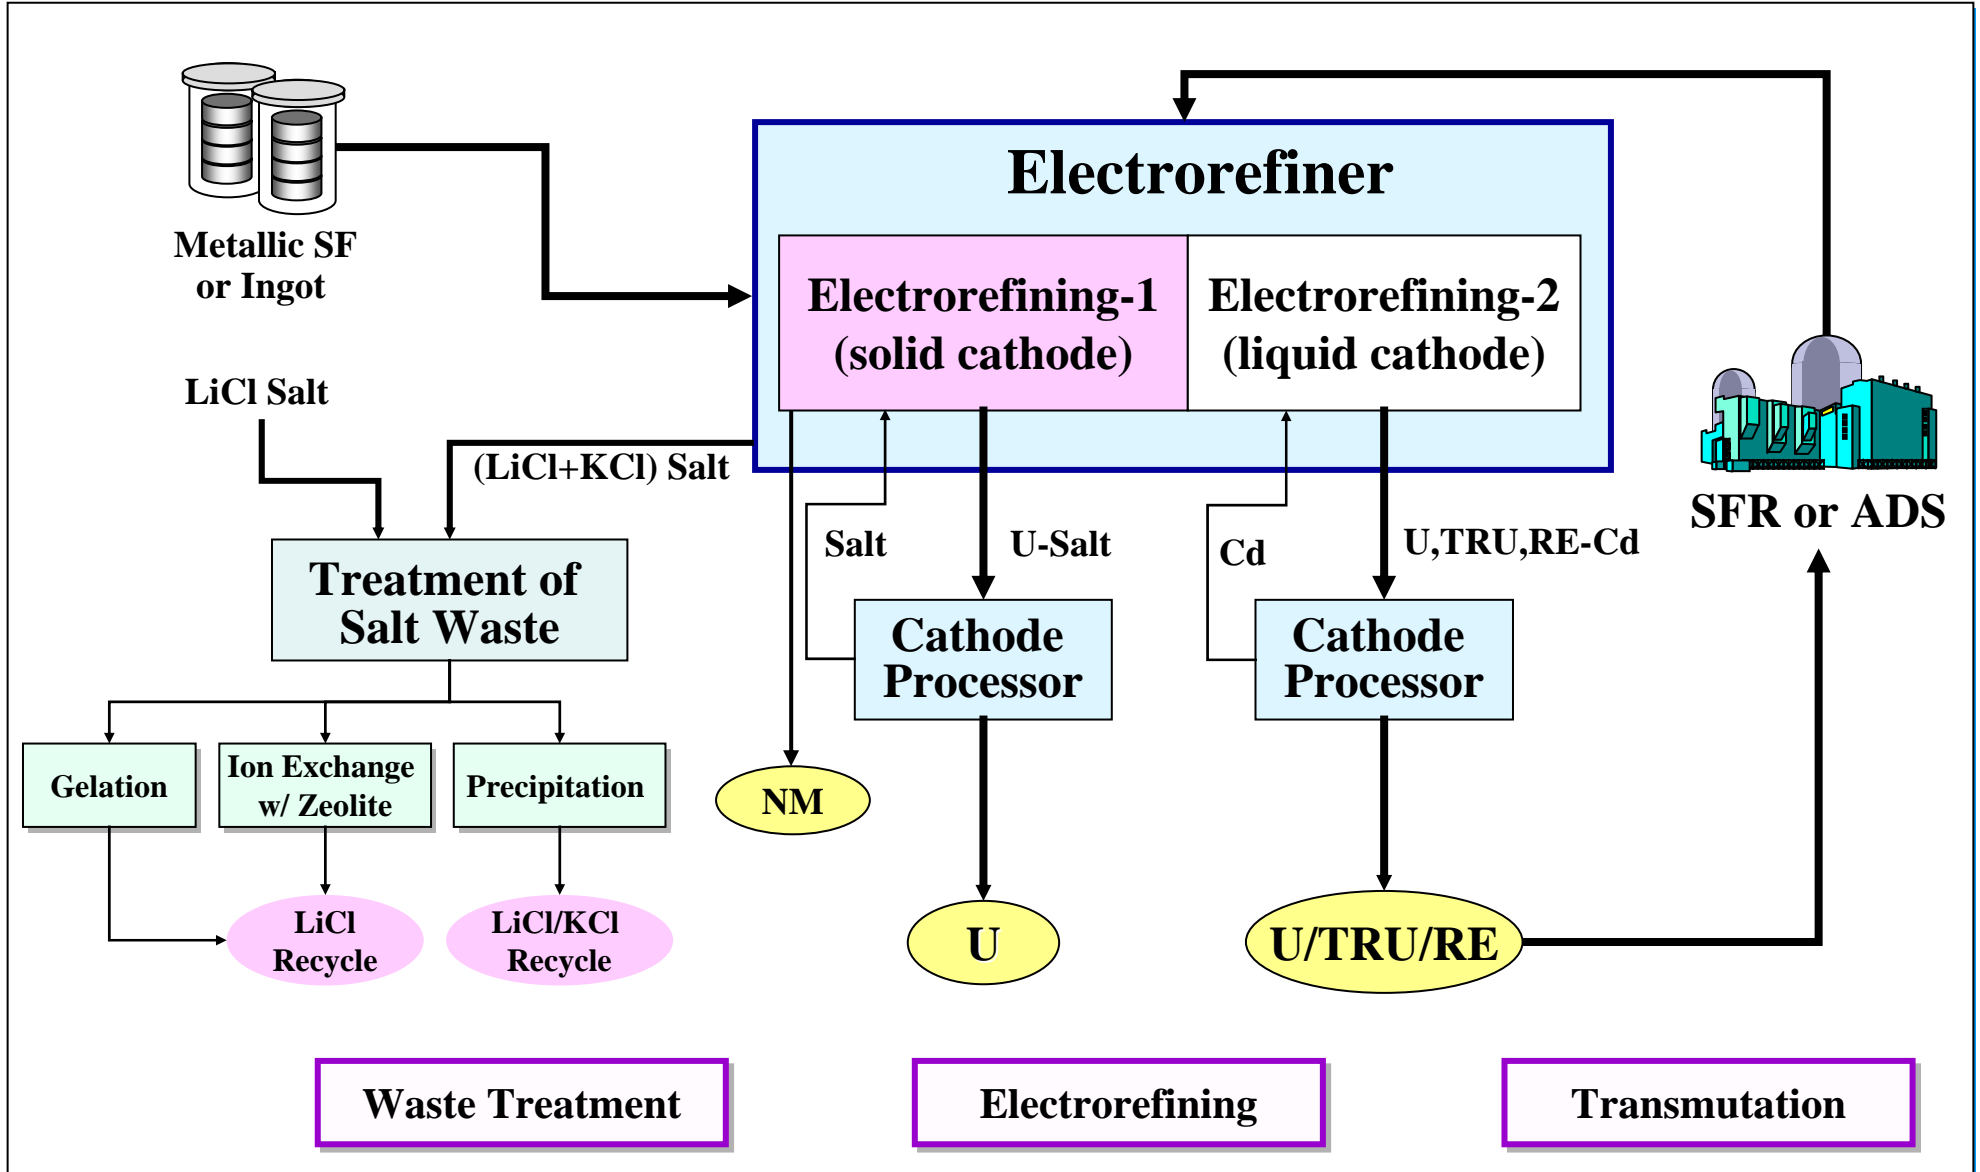 Electrorefiner
Metallic SF
or Ingot
Electrorefining-1
(solid cathode)
Electrorefining-2
(liquid cathode)
LiCl Salt
(LiCl+KCl) Salt
SFR or ADS
Salt
U-Salt
Cd
U,TRU,RE-Cd
Treatment of
Salt Waste
Cathode
Processor
Cathode
Processor
Gelation
Ion Exchange
w/ Zeolite
Precipitation
NM
LiCl
Recycle
LiCl/KCl
Recycle
U
U/TRU/RE
Waste Treatment
Electrorefining
Transmutation